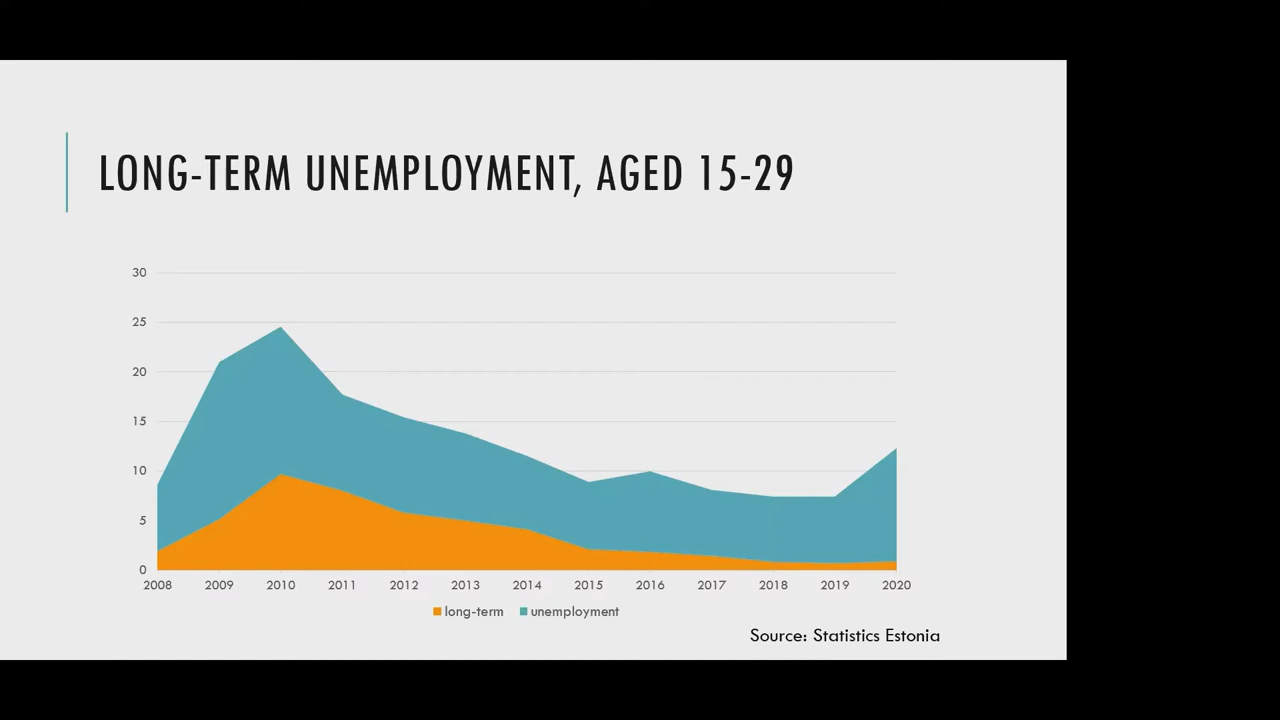 LONG-TERM UNEMPLOYMENT, AGED 15-29
30
25
20
15
10
5
0
2008 2009 2010 2011 2012 2013 2014 2015 2016 2017 2018 2019 2020
long-term unemployment
Source: Statistics Estonia